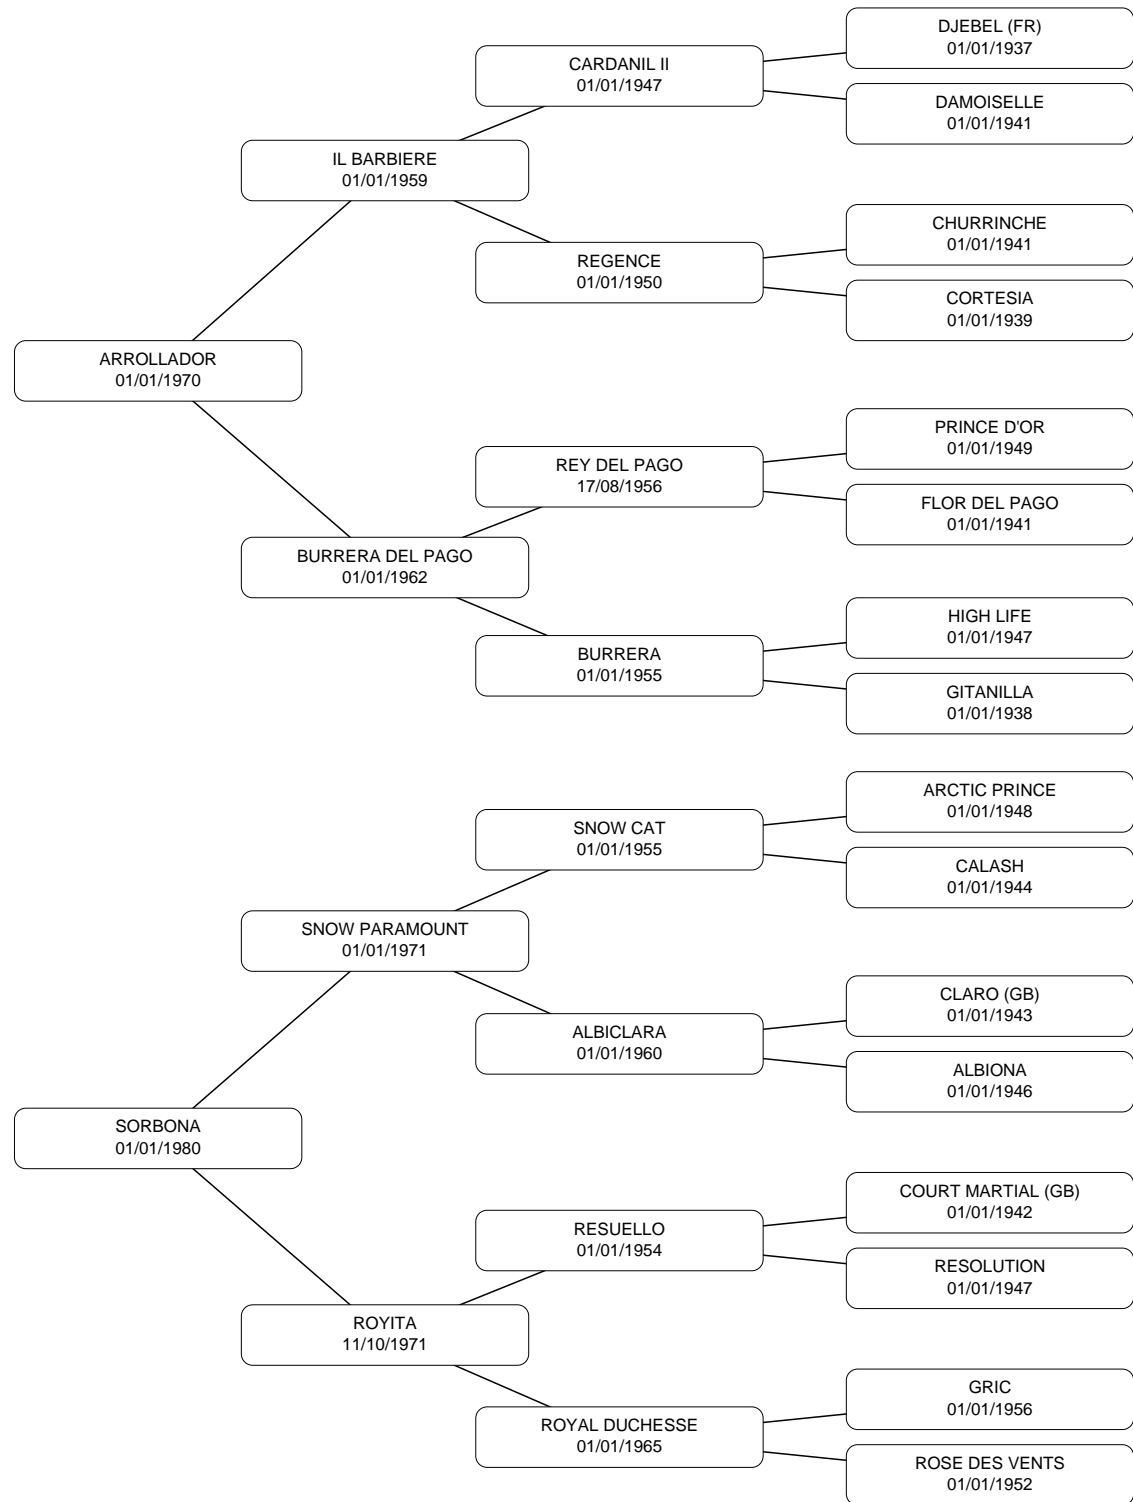 DJEBEL (FR)
01/01/1937
CARDANIL II
01/01/1947
DAMOISELLE
01/01/1941
IL BARBIERE
01/01/1959
CHURRINCHE
01/01/1941
REGENCE
01/01/1950
CORTESIA
01/01/1939
ARROLLADOR
01/01/1970
PRINCE D'OR
01/01/1949
REY DEL PAGO
17/08/1956
FLOR DEL PAGO
01/01/1941
BURRERA DEL PAGO
01/01/1962
HIGH LIFE
01/01/1947
BURRERA
01/01/1955
GITANILLA
01/01/1938
ARCTIC PRINCE
01/01/1948
SNOW CAT
01/01/1955
CALASH
01/01/1944
SNOW PARAMOUNT
01/01/1971
CLARO (GB)
01/01/1943
ALBICLARA
01/01/1960
ALBIONA
01/01/1946
SORBONA
01/01/1980
COURT MARTIAL (GB)
01/01/1942
RESUELLO
01/01/1954
RESOLUTION
01/01/1947
ROYITA
11/10/1971
GRIC
01/01/1956
ROYAL DUCHESSE
01/01/1965
ROSE DES VENTS
01/01/1952